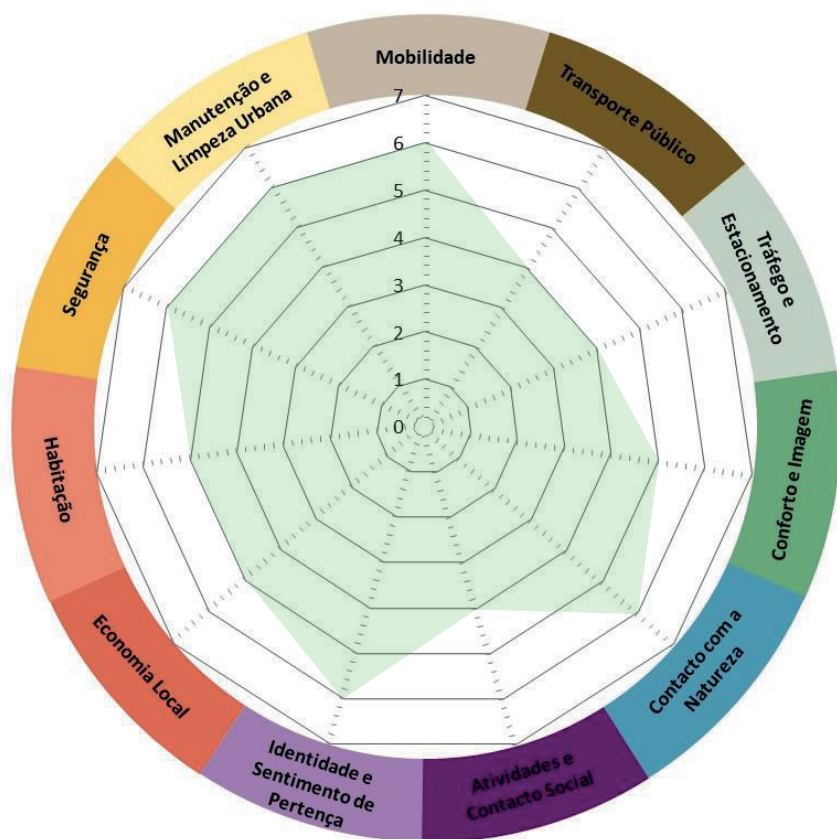 Mobilidade
Transporte Público
Tráfego e
Estacionamento
Conforto e Imagem
Contacto com a
Natureza
Atividades e
Contacto Social
Identidade e
Sentimento de
Pertença
Economia Local
Habitação
Segurança
Manutenção e
Limpeza Urbana
7
6
5
4
3
2
1
0